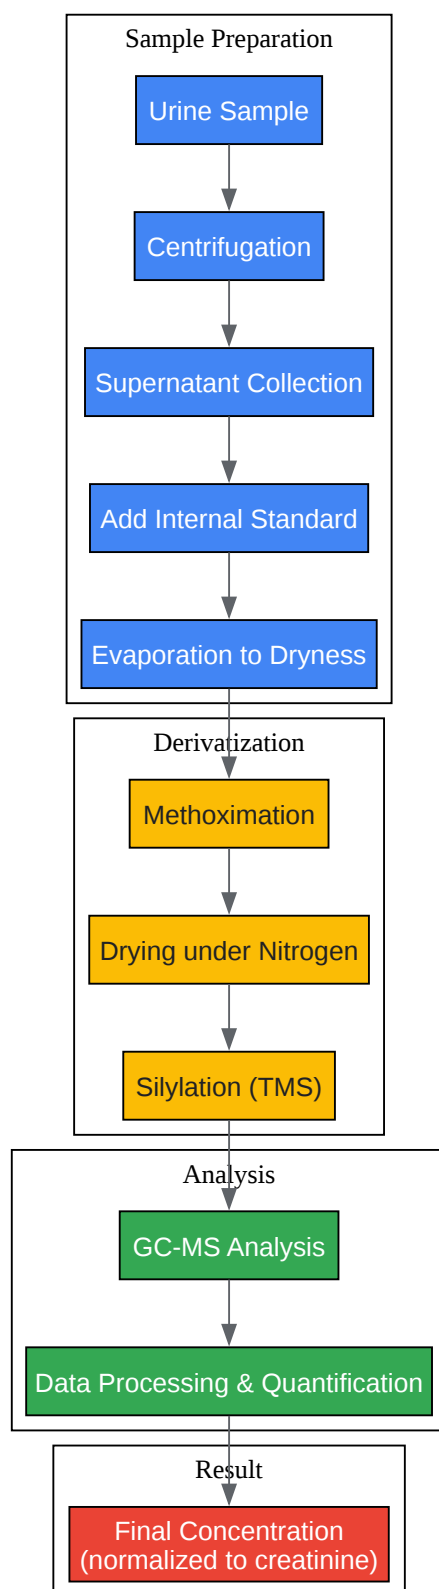 Sample Preparation
Urine Sample
Centrifugation
Supernatant Collection
Add Internal Standard
Evaporation to Dryness
Derivatization
Methoximation
Drying under Nitrogen
Silylation (TMS)
Analysis
GC-MS Analysis
Data Processing & Quantification
Result
Final Concentration
(normalized to creatinine)